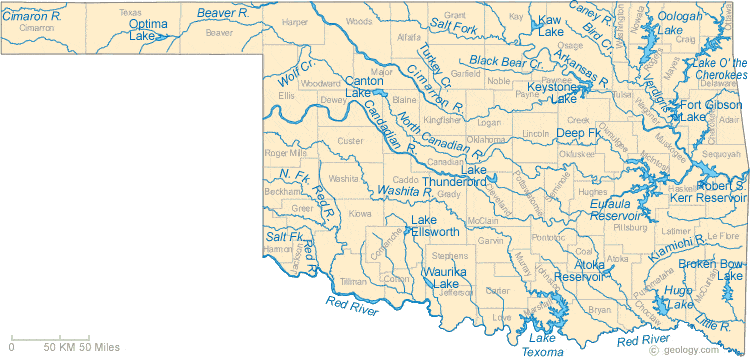 Cimaron R.
Cimarron
Texas
Optima
Lake
Beaver R.
Beaver
Harper
Woods
Alfalfa
Grant
Salt Fork
Kay
Kaw
Lake
Osage
Caney R.
Bird Cr.
Washington
Nowata
Oologah
Lake
Craig
Ottawa
Rogers
Mayes
Lake O' the
Cherokees
Delaware
Wolf Cr.
Woodward
Ellis
Dewey
Major
Canton
Lake
Blaine
Turkey Cr.
Garfield
Black Bear Cr.
Noble
Pawnee
Arkansas R.
Cimarron R.
Payne
Keystone
Lake
Tulsa
Verdigris
Wagoner
Fort Gibson
Lake
Adair
Kingfisher
Logan
North Canadian R.
Candadian R.
Custer
Roger Mills
Oklahoma
Lincoln
Creek
Deep Fk.
Okmulgee
Okfuskee
Muskogee
McIntosh
Sequoyah
Canadian
Lake
Thunderbird
Cleveland
Pottawatomie
Seminole
Hughes
Eufaula
Reservoir
Haskell
Robert S.
Kerr Reservoir
Washita
Caddo
Grady
Washita R.
N. Fk. Red R.
Beckham
Greer
Kiowa
Salt Fk.
Harmon
Jackson
Red R.
Comanche
Lake
Ellsworth
McClain
Garvin
Pontotoc
Pittsburg
Latimer
Le Flore
Klamichi R.
Coal
Atoka
Atoka
Reservoir
Stephens
Tillman
Cotton
Waurika
Lake
Jefferson
Carter
Murray
Johnston
Marshall
Love
Bryan
Choctaw
Pushmataha
McCurtain
Hugo
Lake
Broken Bow
Lake
Little R.
Red River
Lake
Texoma
Red River
0
50 KM
50 Miles
© geology.com